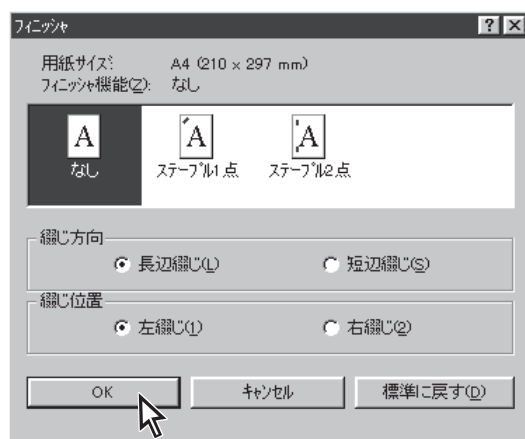 フィニッシャ
用紙サイズ: A4 (210 × 297 mm)
フィニッシャ機能(Z): なし
A A A
なし ステープル1点 ステープル2点
綴じ方向
長辺綴じ(L) 短辺綴じ(S)
綴じ位置
左綴じ(1) 右綴じ(2)
OK キャンセル 標準に戻す(D)